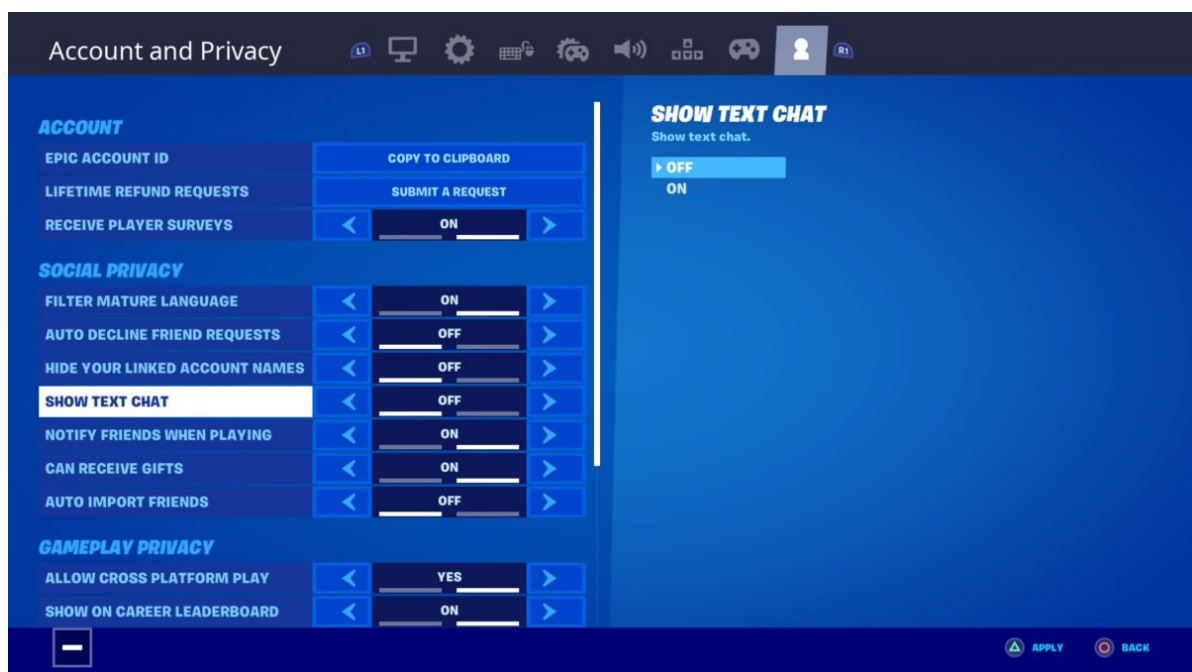 Account and Privacy L1 R1
ACCOUNT
EPIC ACCOUNT ID COPY TO CLIPBOARD
LIFETIME REFUND REQUESTS SUBMIT A REQUEST
RECEIVE PLAYER SURVEYS ON
SOCIAL PRIVACY
FILTER MATURE LANGUAGE ON
AUTO DECLINE FRIEND REQUESTS OFF
HIDE YOUR LINKED ACCOUNT NAMES OFF
SHOW TEXT CHAT OFF
NOTIFY FRIENDS WHEN PLAYING ON
CAN RECEIVE GIFTS ON
AUTO IMPORT FRIENDS OFF
GAMEPLAY PRIVACY
ALLOW CROSS PLATFORM PLAY YES
SHOW ON CAREER LEADERBOARD ON
SHOW TEXT CHAT
Show text chat.
OFF
ON
APPLY BACK